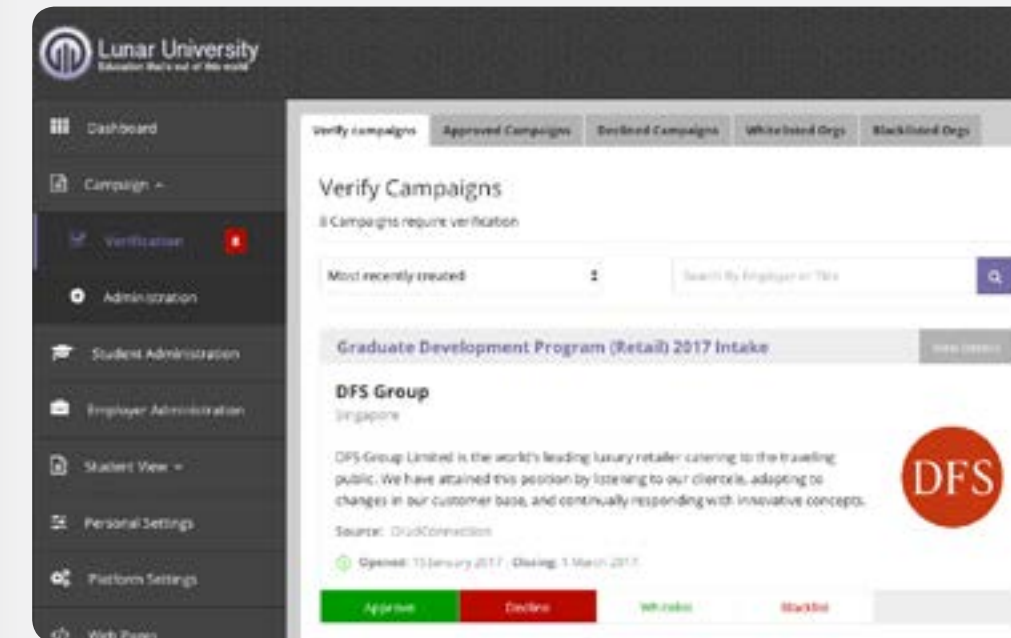 Lunar University
Education that's out of this world
Dashboard
Campaign
Verification 8
Administration
Student Administration
Employer Administration
Student View
Personal Settings
Platform Settings
Web Pages
Verify campaigns Approved Campaigns Declined Campaigns Whitelisted Orgs Blacklisted Orgs
Verify Campaigns
8 Campaigns require verification
Most recently created
Search By Employer or Title
Graduate Development Program (Retail) 2017 Intake
View Details
DFS Group
Singapore
DFS Group Limited is the world's leading luxury retailer catering to the traveling
public. We have attained this position by listening to our clientele, adapting to
changes in our customer base, and continually responding with innovative concepts.
DFS
Source: GradConnection
Opened: 15 January 2017 Closing: 1 March 2017
Approve Decline Whitelist Blacklist